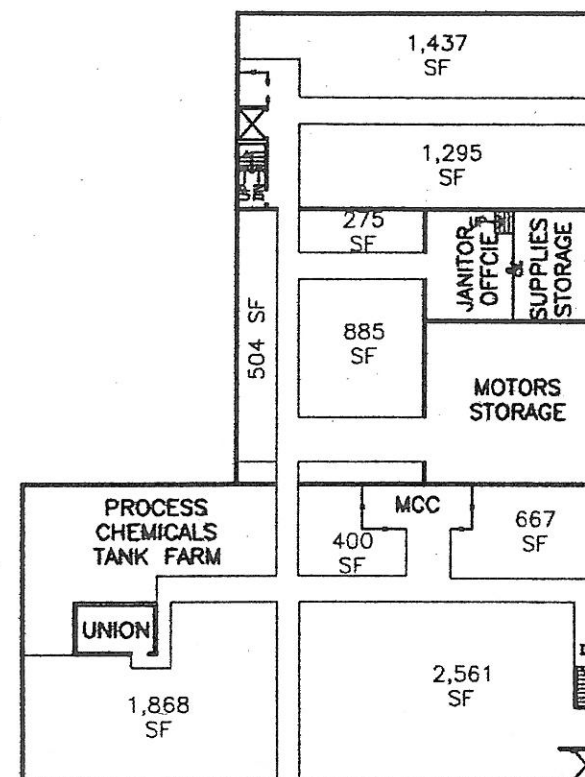 1,437
SF
1,295
SF
275
SF
JANITOR
OFFCIE
&
SUPPLIES
STORAGE
504 SF
885
SF
MOTORS
STORAGE
PROCESS
CHEMICALS
TANK FARM
MCC
400
SF
667
SF
UNION
1,868
SF
2,561
SF